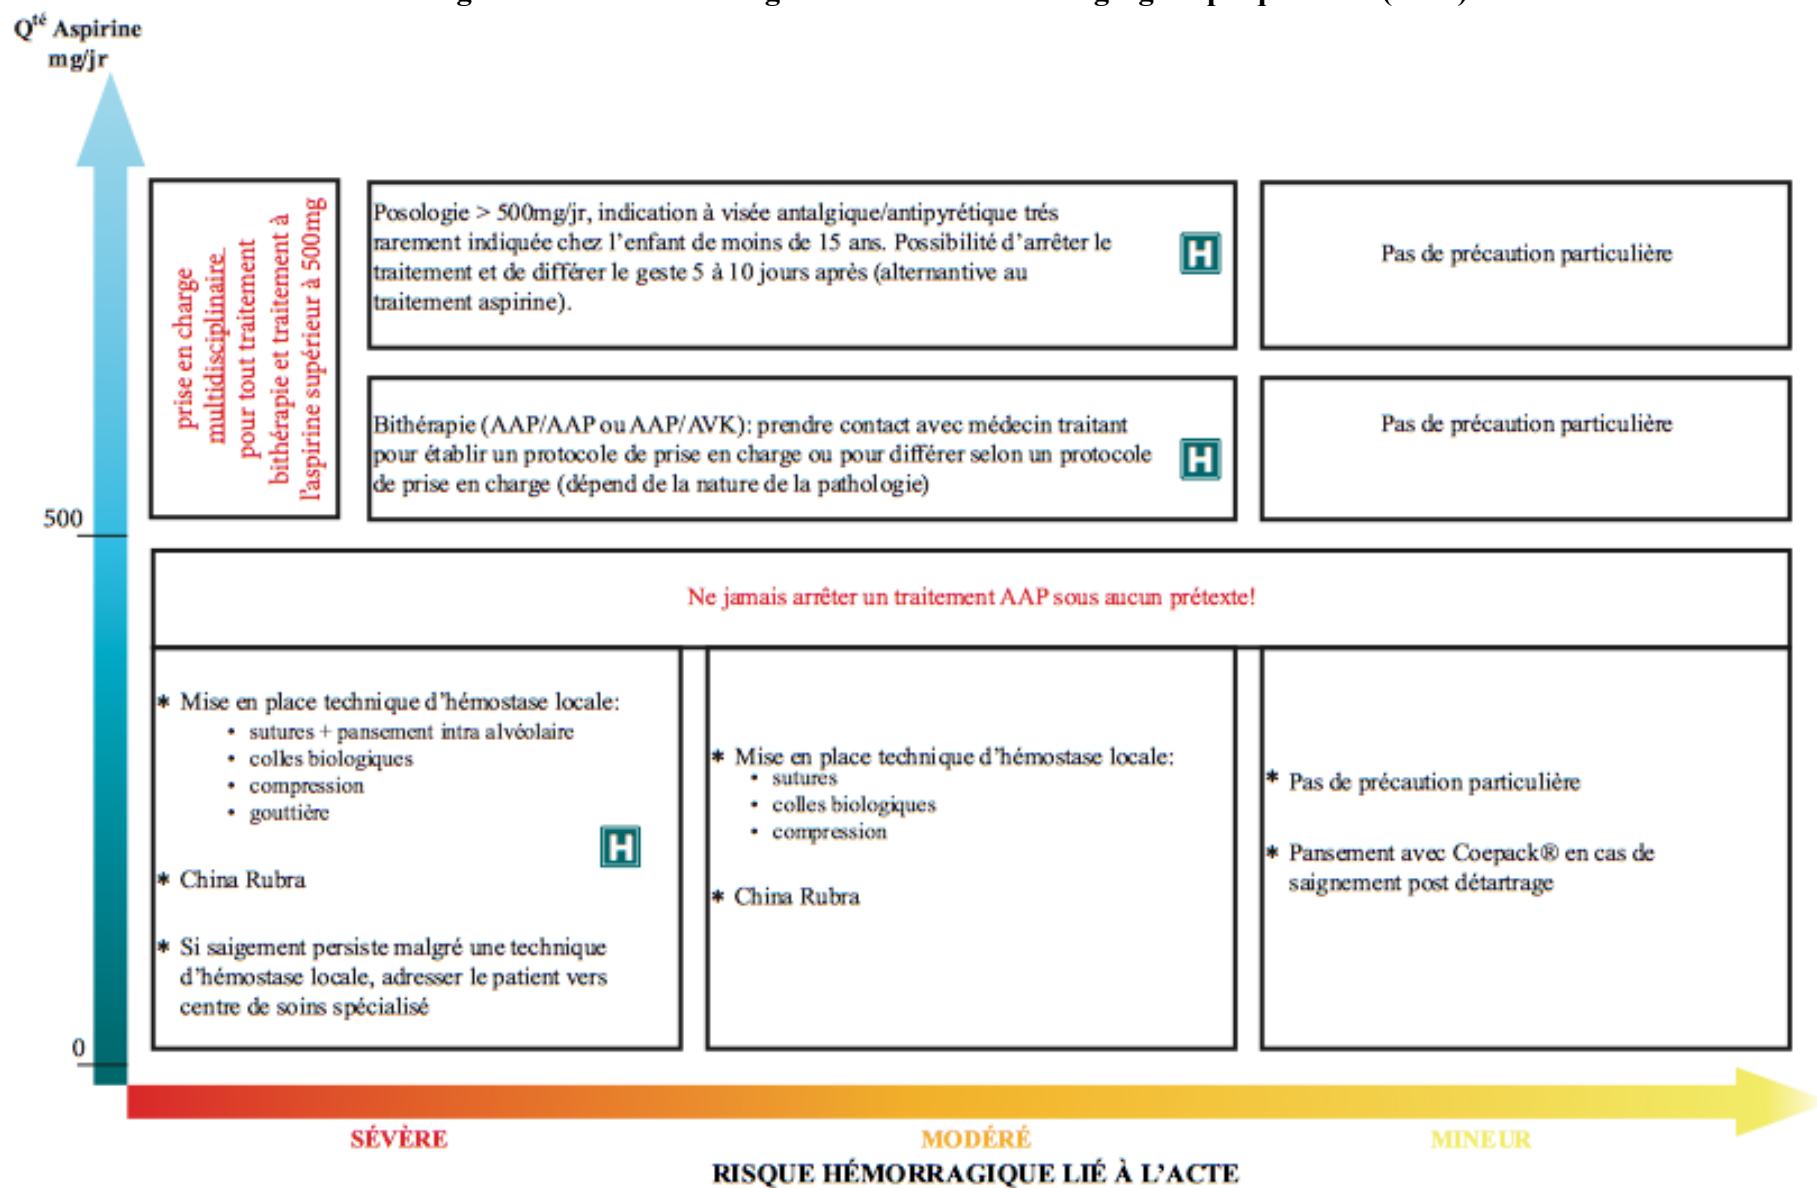 Qté Aspirine
mg/jr
prise en charge
multidisciplinaire
pour tout traitement
bithérapie et traitement à
l'aspirine supérieur à 500mg
Posologie > 500mg/jr, indication à visée antalgique/antipyrétique trés
rarement indiquée chez l'enfant de moins de 15 ans. Possibilité d'arrêter le
traitement et de différer le geste 5 à 10 jours après (alternantive au
traitement aspirine).
H
Pas de précaution particulière
Bithérapie (AAP/AAP ou AAP/AVK): prendre contact avec médecin traitant
pour établir un protocole de prise en charge ou pour différer selon un protocole
de prise en charge (dépend de la nature de la pathologie)
H
Pas de précaution particulière
500
Ne jamais arrêter un traitement AAP sous aucun prétexte!
* Mise en place technique d'hémostase locale:
• sutures + pansement intra alvéolaire
• colles biologiques
• compression
• gouttière
H
* China Rubra
* Si saigement persiste malgré une technique
d'hémostase locale, adresser le patient vers
centre de soins spécialisé
* Mise en place technique d'hémostase locale:
• sutures
• colles biologiques
• compression
* China Rubra
* Pas de précaution particulière
* Pansement avec Coepack® en cas de
saignement post détartrage
0
SÉVÈRE
MODÉRÉ
MINEUR
RISQUE HÉMORRAGIQUE LIÉ À L'ACTE